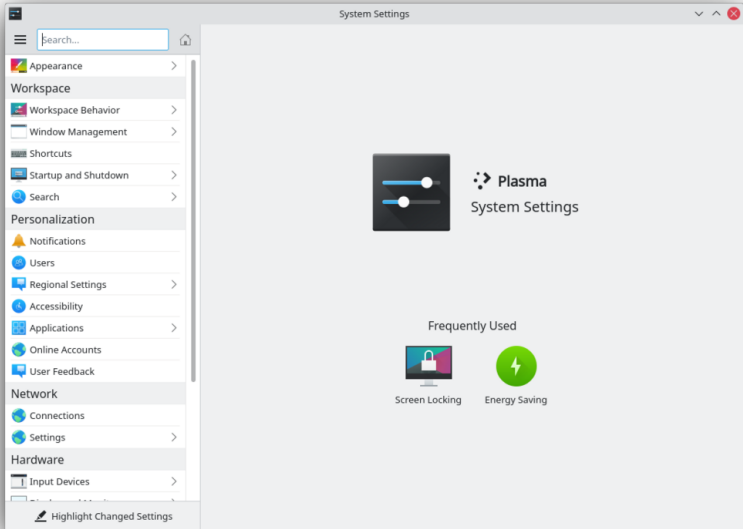 System Settings
Search...
Appearance
Workspace
Workspace Behavior
Window Management
Shortcuts
Startup and Shutdown
Search
Personalization
Notifications
Users
Regional Settings
Accessibility
Applications
Online Accounts
User Feedback
Network
Connections
Settings
Hardware
Input Devices
Highlight Changed Settings
Plasma
System Settings
Frequently Used
Screen Locking
Energy Saving